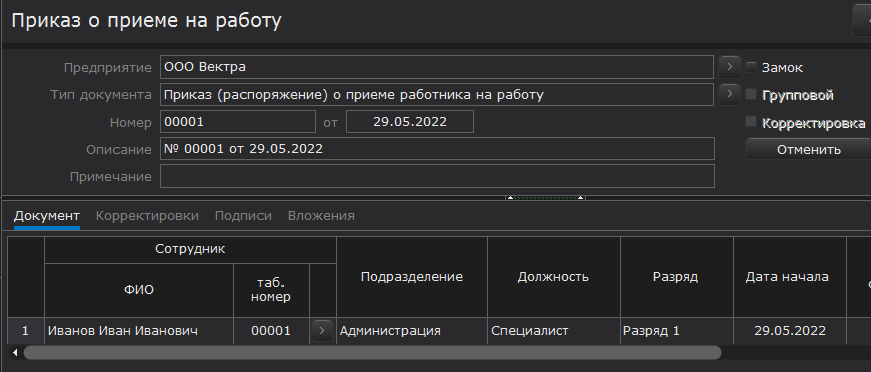 Приказ о приеме на работу
Предприятие ООО Вектра > Замок
Тип документа Приказ (распоряжение) о приеме работника на работу > Групповой
Номер 00001 от 29.05.2022 Корректировка
Описание № 00001 от 29.05.2022 Отменить
Примечание
Документ Корректировки Подписи Вложения
Сотрудник
ФИО таб. номер Подразделение Должность Разряд Дата начала
1 Иванов Иван Иванович 00001 > Администрация Специалист Разряд 1 29.05.2022